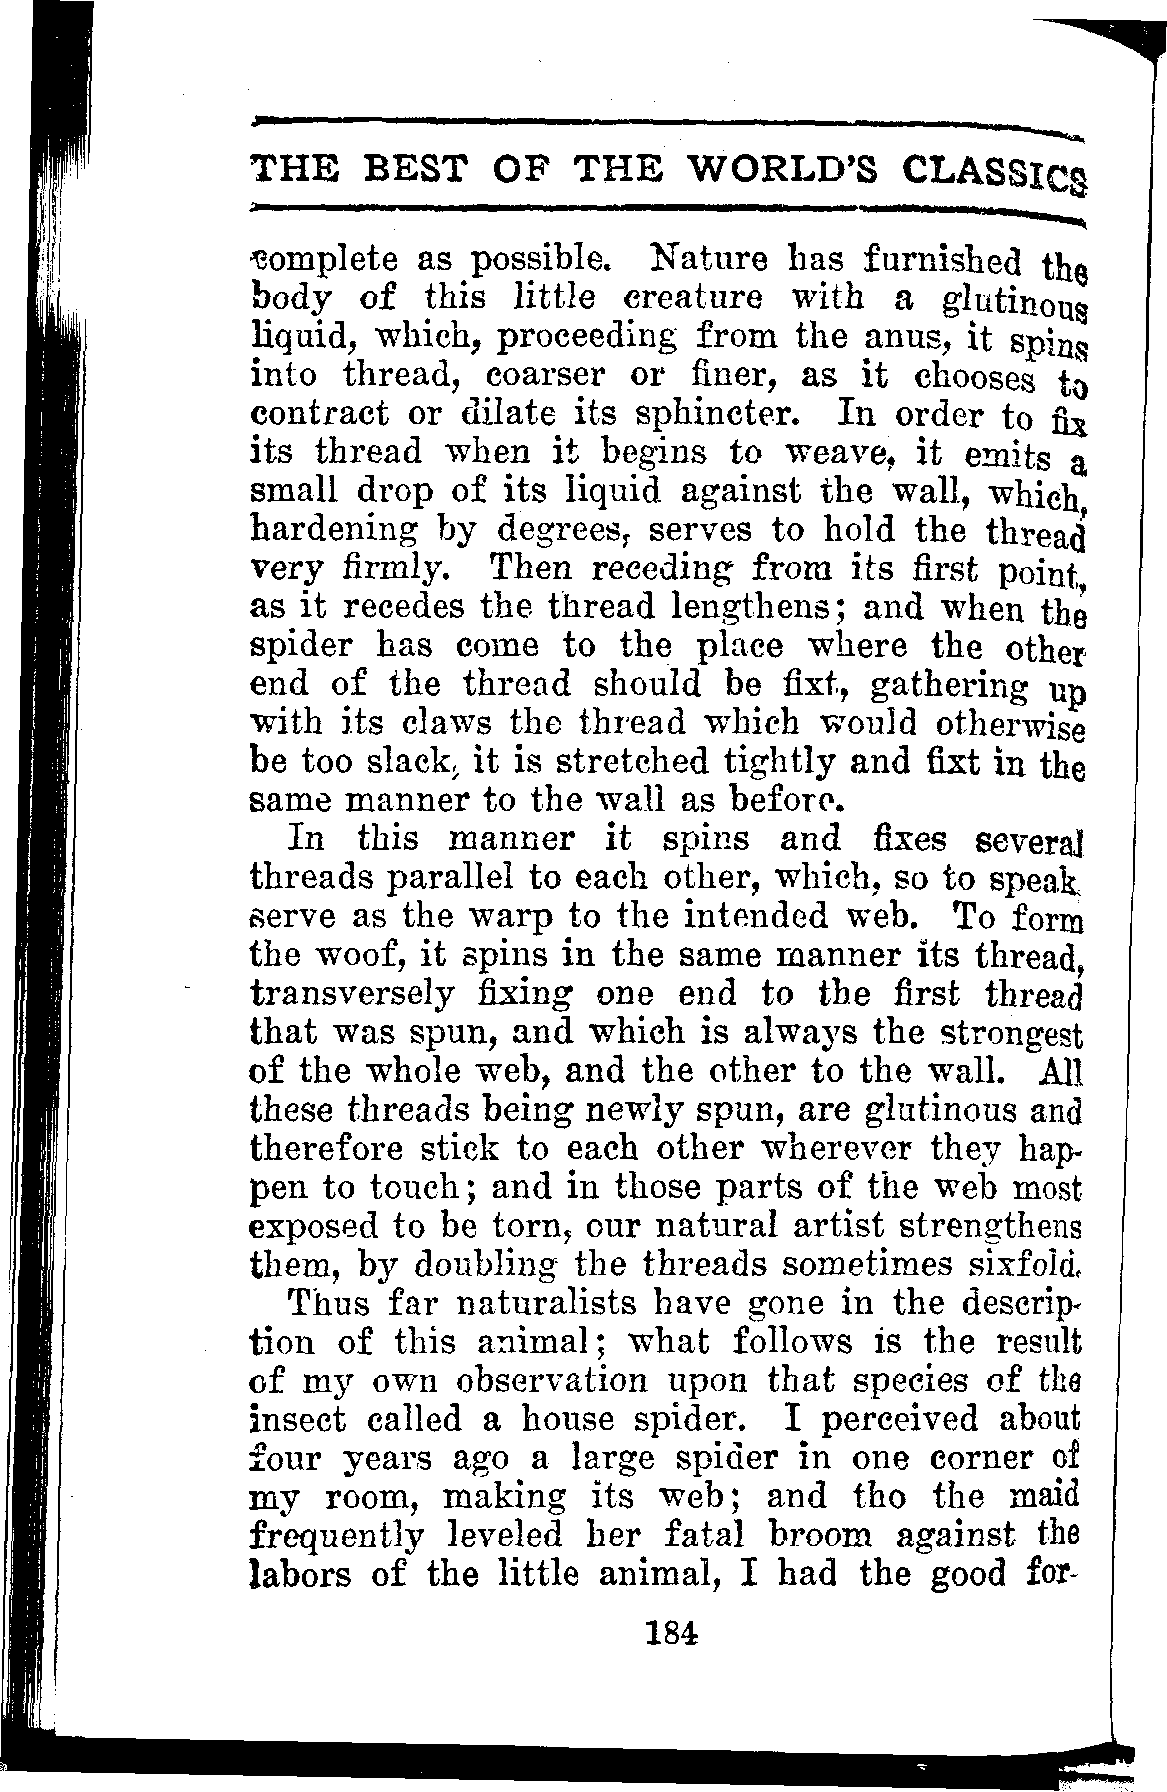 THE BEST OF THE WORLD'S CLASSICS
complete as possible. Nature has furnished the
body of this little creature with a glutinous
liquid, which, proceeding from the anus, it spins
into thread, coarser or finer, as it chooses to
contract or dilate its sphincter. In order to fix
its thread when it begins to weave, it emits a
small drop of its liquid against the wall, which,
hardening by degrees, serves to hold the thread
very firmly. Then receding from its first point,
as it recedes the thread lengthens; and when the
spider has come to the place where the other
end of the thread should be fixt, gathering up
with its claws the thread which would otherwise
be too slack, it is stretched tightly and fixt in the
same manner to the wall as before.
In this manner it spins and fixes several
threads parallel to each other, which, so to speak,
serve as the warp to the intended web. To form
the woof, it spins in the same manner its thread,
transversely fixing one end to the first thread
that was spun, and which is always the strongest
of the whole web, and the other to the wall. All
these threads being newly spun, are glutinous and
therefore stick to each other wherever they hap-
pen to touch; and in those parts of the web most
exposed to be torn, our natural artist strengthens
them, by doubling the threads sometimes sixfold.
Thus far naturalists have gone in the descrip-
tion of this animal; what follows is the result
of my own observation upon that species of the
insect called a house spider. I perceived about
four years ago a large spider in one corner of
my room, making its web; and tho the maid
frequently leveled her fatal broom against the
labors of the little animal, I had the good for-
184